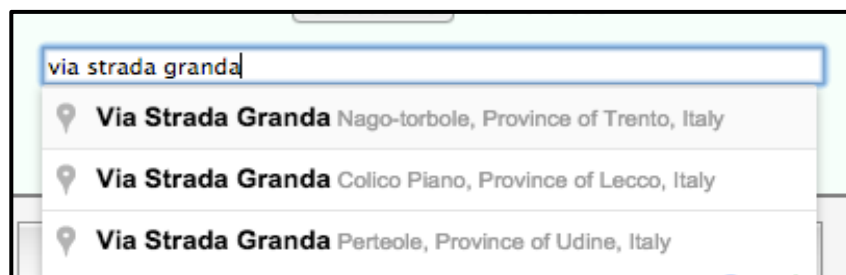 via strada granda
Via Strada Granda Nago-torbole, Province of Trento, Italy
Via Strada Granda Colico Piano, Province of Lecco, Italy
Via Strada Granda Perteole, Province of Udine, Italy